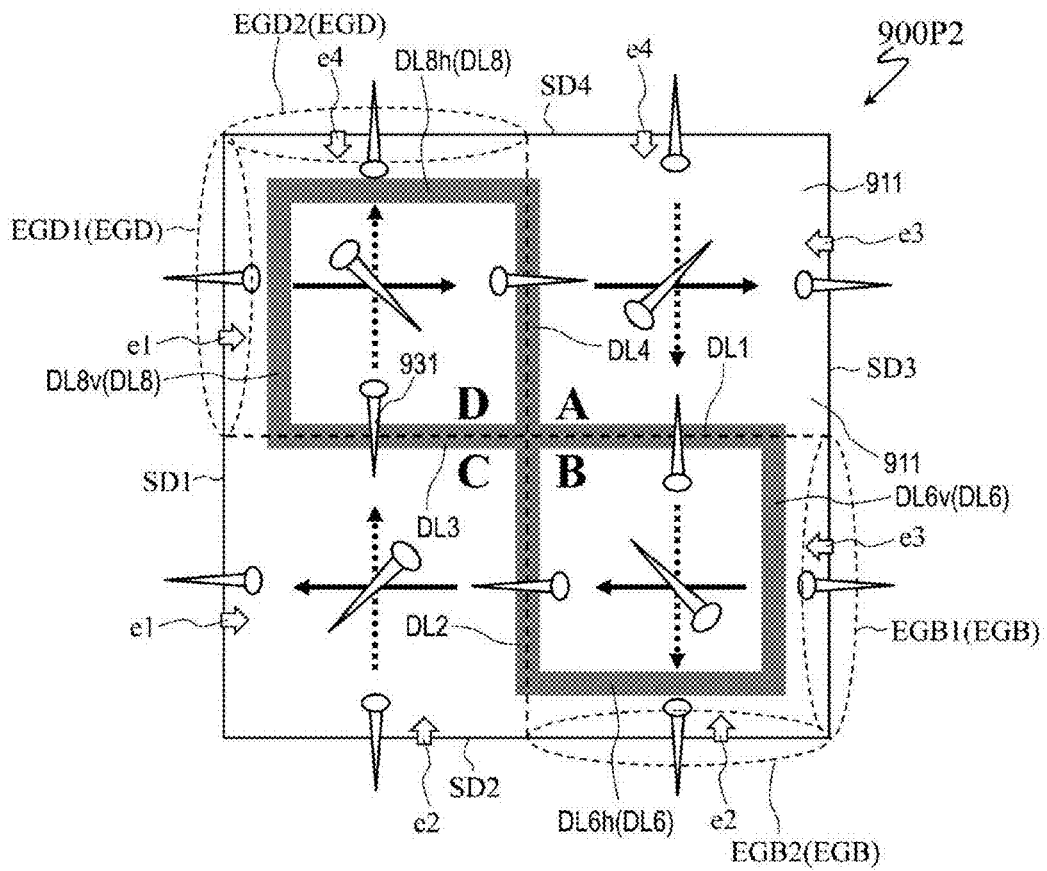 EGD2(EGD)
900P2
e4
DL8h(DL8)
e4
SD4
911
EGD1(EGD)
e3
e1
DL4
DL1
SD3
DL8v(DL8)
931
D
A
C
B
911
SD1
DL6v(DL6)
DL3
e3
e1
DL2
EGB1(EGB)
SD2
e2
DL6h(DL6)
e2
EGB2(EGB)